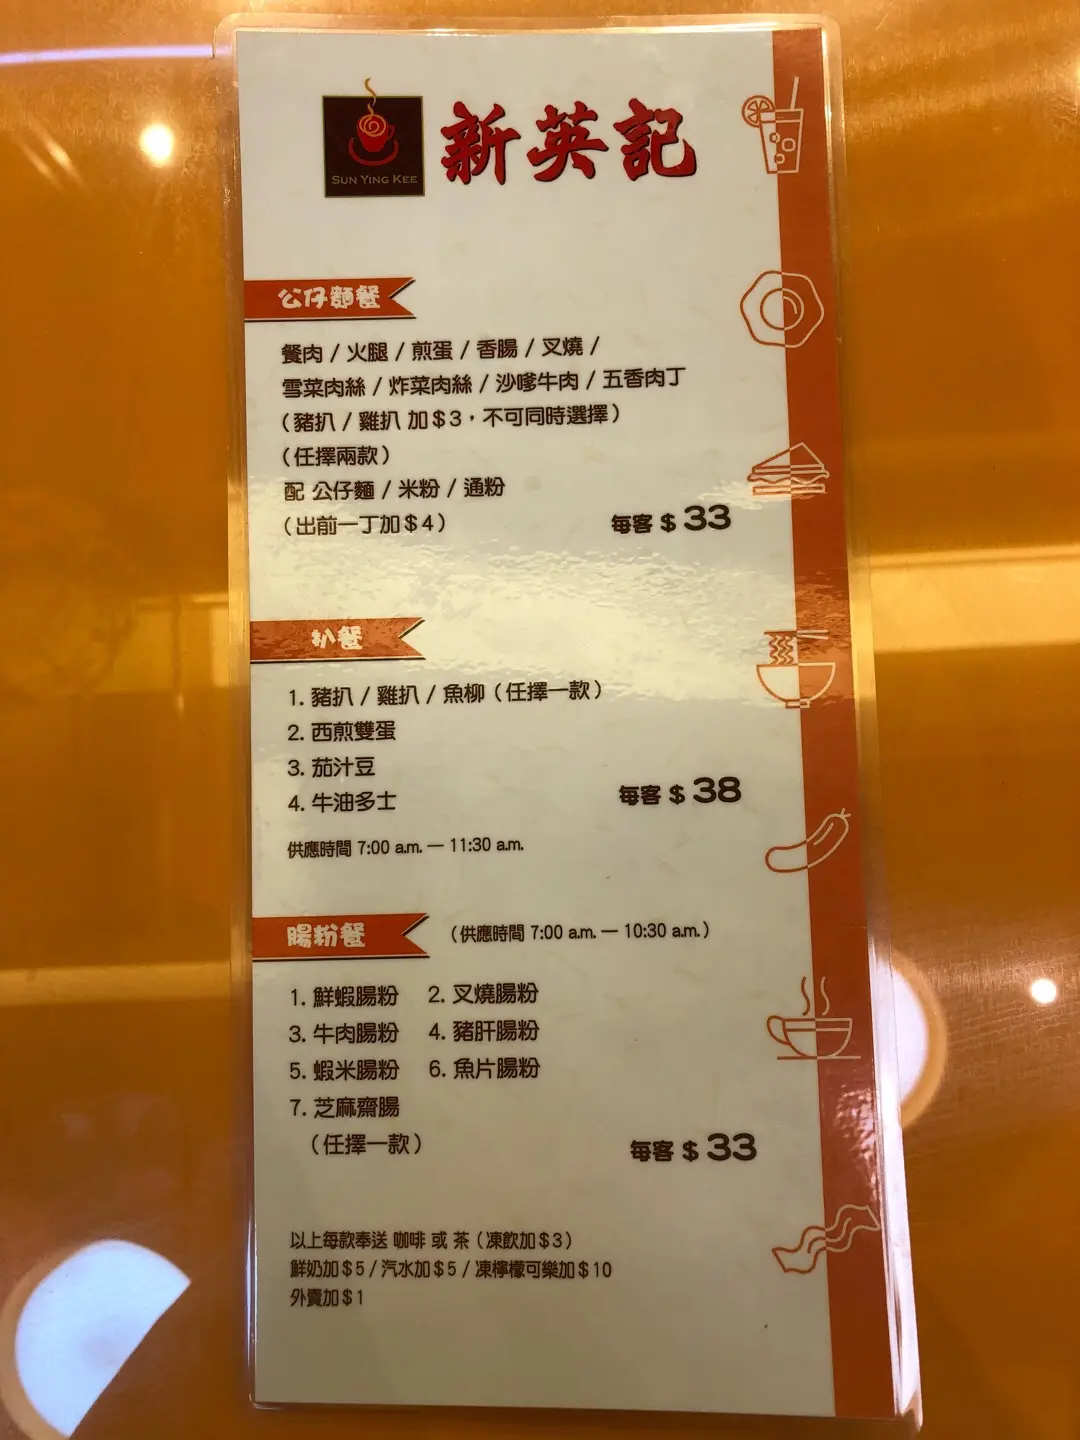 SUN YING KEE
新英記
公仔麵餐
餐肉 / 火腿 / 煎蛋 / 香腸 / 叉燒 /
雪菜肉絲 / 炸菜肉絲 / 沙嗲牛肉 / 五香肉丁
(豬扒 / 雞扒 加$3,不可同時選擇)
(任擇兩款)
配 公仔麵 / 米粉 / 通粉
(出前一丁加$4)
每客 $ 33
扒餐
1. 豬扒 / 雞扒 / 魚柳(任擇一款)
2. 西煎雙蛋
3. 茄汁豆
4. 牛油多士
每客 $ 38
供應時間 7:00 a.m. — 11:30 a.m.
腸粉餐
(供應時間 7:00 a.m. — 10:30 a.m.)
1. 鮮蝦腸粉 2. 叉燒腸粉
3. 牛肉腸粉 4. 豬肝腸粉
5. 蝦米腸粉 6. 魚片腸粉
7. 芝麻齋腸
(任擇一款)
每客 $ 33
以上每款奉送 咖啡 或 茶(凍飲加$3)
鮮奶加$5 / 汽水加$5 / 凍檸檬可樂加$10
外賣加$1